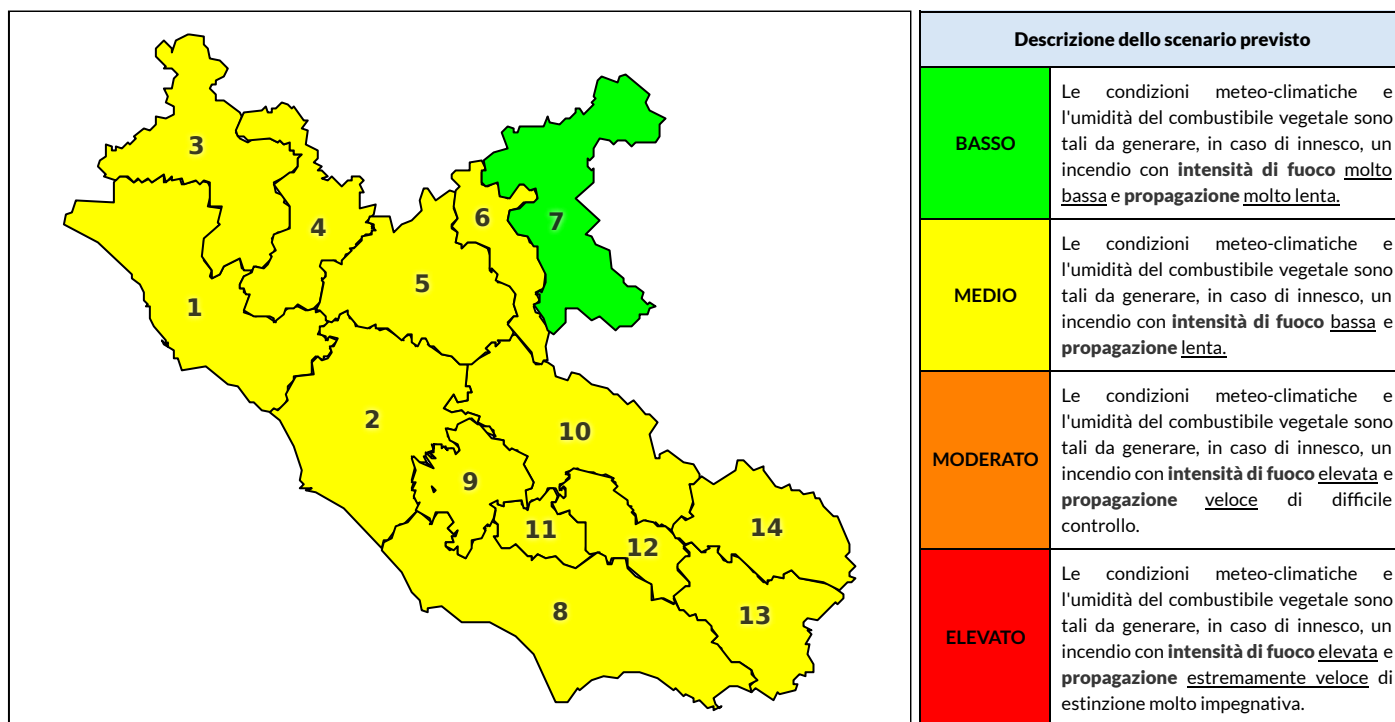 3
4
6
7
5
1
2
10
9
11
12
14
8
13
Descrizione dello scenario previsto
BASSO
Le condizioni meteo-climatiche e
l'umidità del combustibile vegetale sono
tali da generare, in caso di innesco, un
incendio con intensità di fuoco molto
bassa e propagazione molto lenta.
MEDIO
Le condizioni meteo-climatiche e
l'umidità del combustibile vegetale sono
tali da generare, in caso di innesco, un
incendio con intensità di fuoco bassa e
propagazione lenta.
MODERATO
Le condizioni meteo-climatiche e
l'umidità del combustibile vegetale sono
tali da generare, in caso di innesco, un
incendio con intensità di fuoco elevata e
propagazione veloce di difficile
controllo.
ELEVATO
Le condizioni meteo-climatiche e
l'umidità del combustibile vegetale sono
tali da generare, in caso di innesco, un
incendio con intensità di fuoco elevata e
propagazione estremamente veloce di
estinzione molto impegnativa.